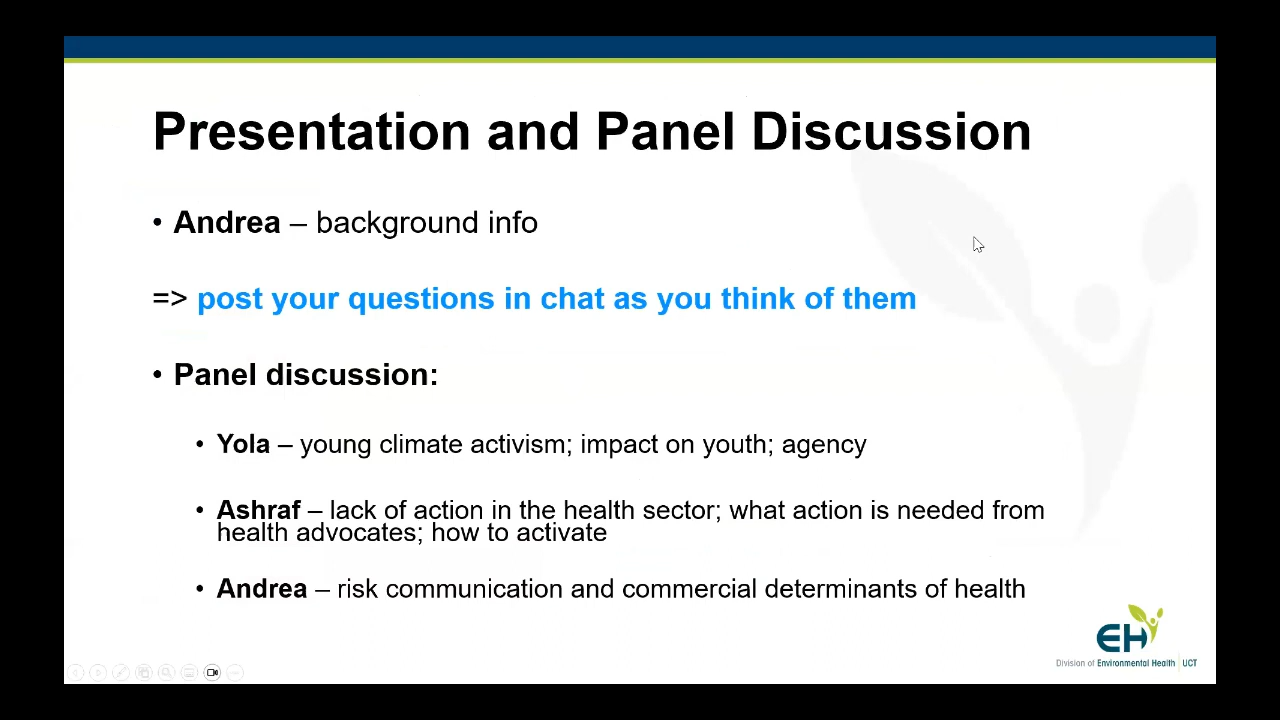 Presentation and Panel Discussion
• Andrea – background info
=> post your questions in chat as you think of them
• Panel discussion:
• Yola – young climate activism; impact on youth; agency
• Ashraf – lack of action in the health sector; what action is needed from
health advocates; how to activate
• Andrea – risk communication and commercial determinants of health
EH
Division of Environmental Health | UCT